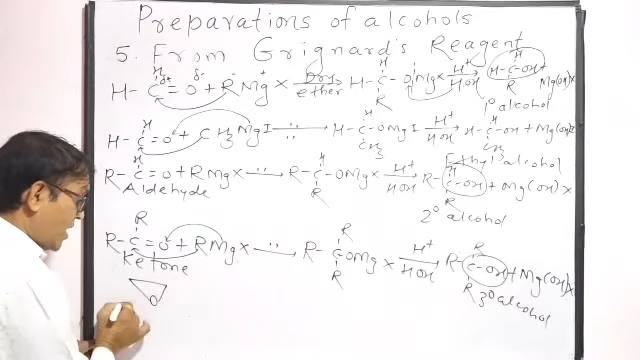 Preparations of alcohols
5. From Grignard's Reagent
H H H
H-C=O + RMgX Dry ether → H-C-OMgX H+ HOH → H-C-OH + Mg(OH)X
δ+ δ- - + R R
1° alcohol
H H H
H-C=O + CH3MgI ,, → H-C-OMgI H+ HOH → H-C-OH + Mg(OH)I
CH3 CH3
Ethyl alcohol
H H H
R-C=O + RMgX ,, → R-C-OMgX H+ HOH → R-C-OH + Mg(OH)X
Aldehyde R R
2° alcohol
R R R
R-C=O + RMgX ,, → R-C-OMgX H+ HOH → R-C-OH + Mg(OH)X
Ketone R R
3° alcohol
O